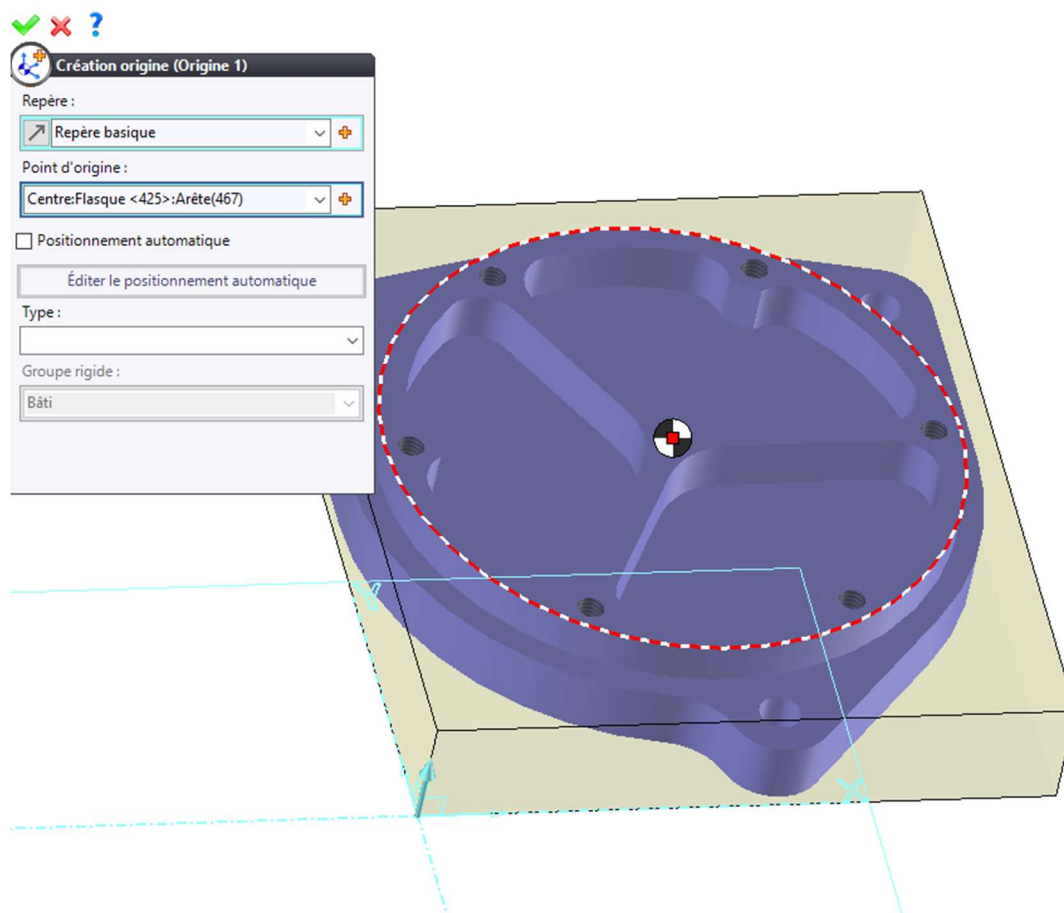 ?
Création origine (Origine 1)
Repère :
Repère basique
Point d'origine :
Centre:Flasque <425>:Arête(467)
Positionnement automatique
Éditer le positionnement automatique
Type :
Groupe rigide :
Bâti
Y
X